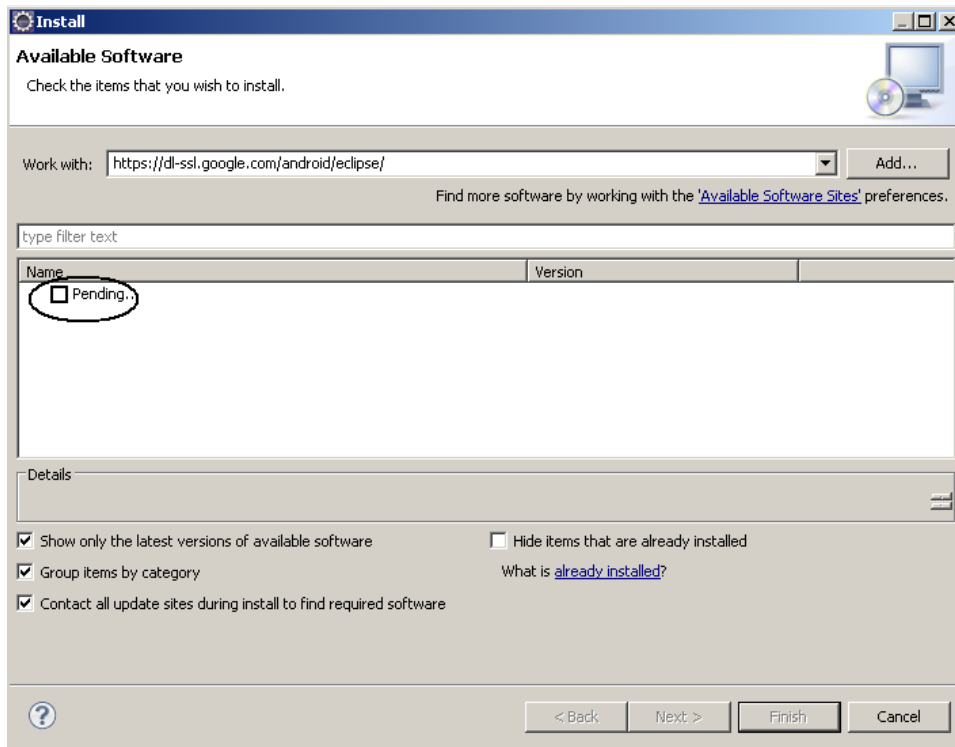 Install
Available Software
Check the items that you wish to install.
Work with: https://dl-ssl.google.com/android/eclipse/ Add...
Find more software by working with the 'Available Software Sites' preferences.
type filter text
Name Version
Pending..
Details
Show only the latest versions of available software Hide items that are already installed
Group items by category What is already installed?
Contact all update sites during install to find required software
? < Back Next > Finish Cancel